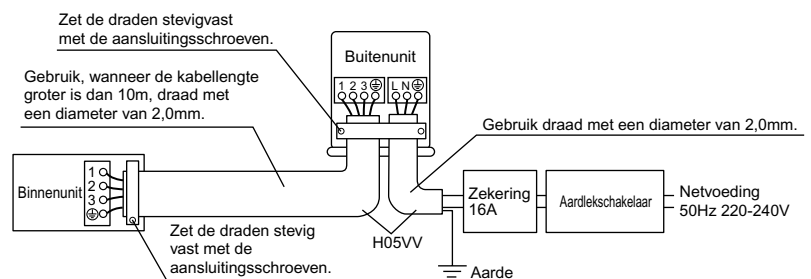 Zet de draden stevigvast
met de aansluitingsschroeven.
Buitenunit
Gebruik, wanneer de kabellengte
groter is dan 10m, draad met
een diameter van 2,0mm.
1 2 3
L N
Gebruik draad met een diameter van 2,0mm.
Binnenunit
1
2
3
Zekering
16A
Aardlekschakelaar
Netvoeding
50Hz 220-240V
Zet de draden stevig
vast met de
aansluitingsschroeven.
H05VV
Aarde